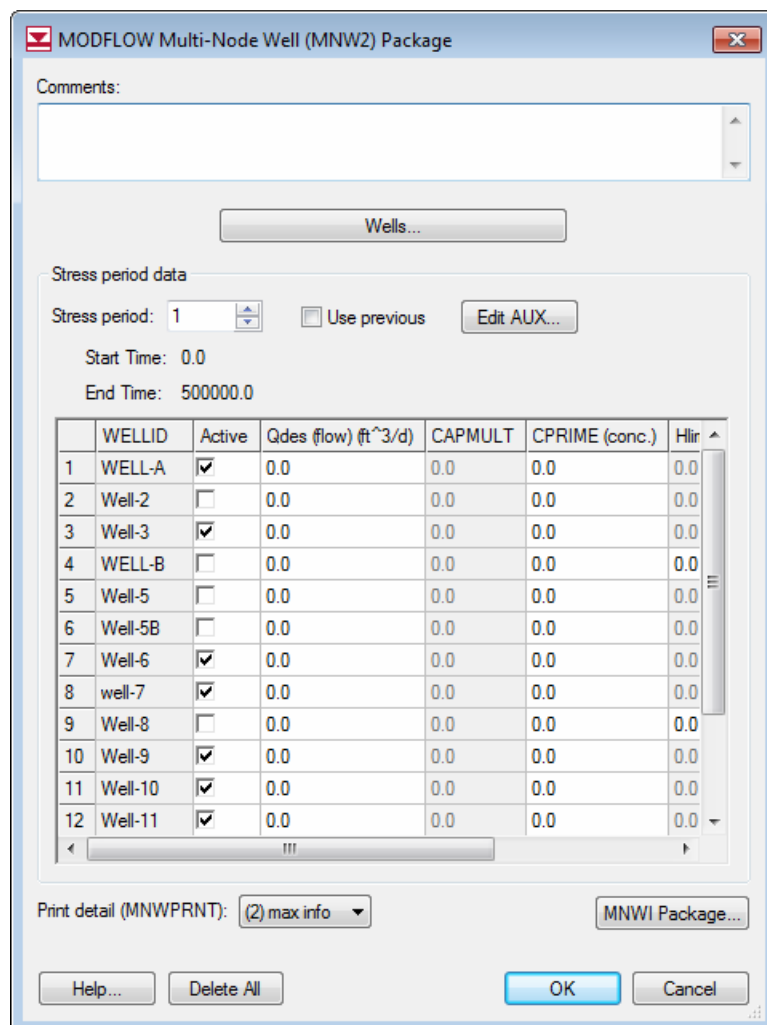 MODFLOW Multi-Node Well (MNW2) Package
Comments:
Wells...
Stress period data
Stress period: 1 Use previous Edit AUX...
Start Time: 0.0
End Time: 500000.0
WELLID Active Qdes (flow) (ft^3/d) CAPMULT CPRIME (conc.)
1 WELL-A 0.0 0.0 0.0 0.0
2 Well-2 0.0 0.0 0.0 0.0
3 Well-3 0.0 0.0 0.0 0.0
4 WELL-B 0.0 0.0 0.0 0.0
5 Well-5 0.0 0.0 0.0 0.0
6 Well-5B 0.0 0.0 0.0 0.0
7 Well-6 0.0 0.0 0.0 0.0
8 well-7 0.0 0.0 0.0 0.0
9 Well-8 0.0 0.0 0.0 0.0
10 Well-9 0.0 0.0 0.0 0.0
11 Well-10 0.0 0.0 0.0 0.0
12 Well-11 0.0 0.0 0.0 0.0
Print detail (MNWPRNT): (2) max info MNWI Package...
Help... Delete All OK Cancel